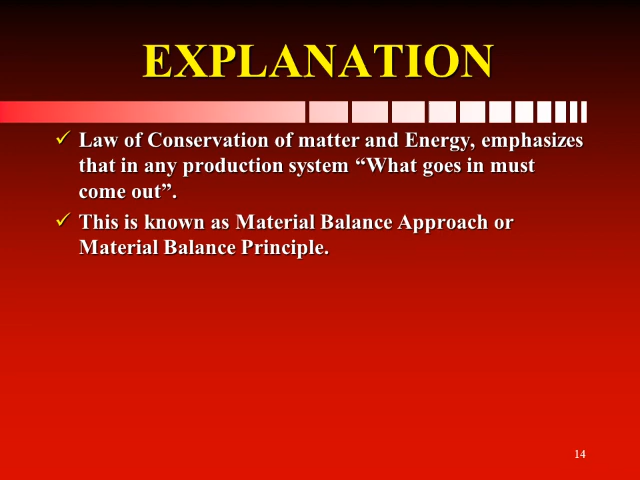 EXPLANATION
✓ Law of Conservation of matter and Energy, emphasizes
that in any production system “What goes in must
come out”.
✓ This is known as Material Balance Approach or
Material Balance Principle.
14